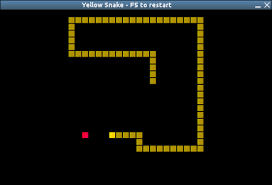 Yellow Snake - F5 to restart